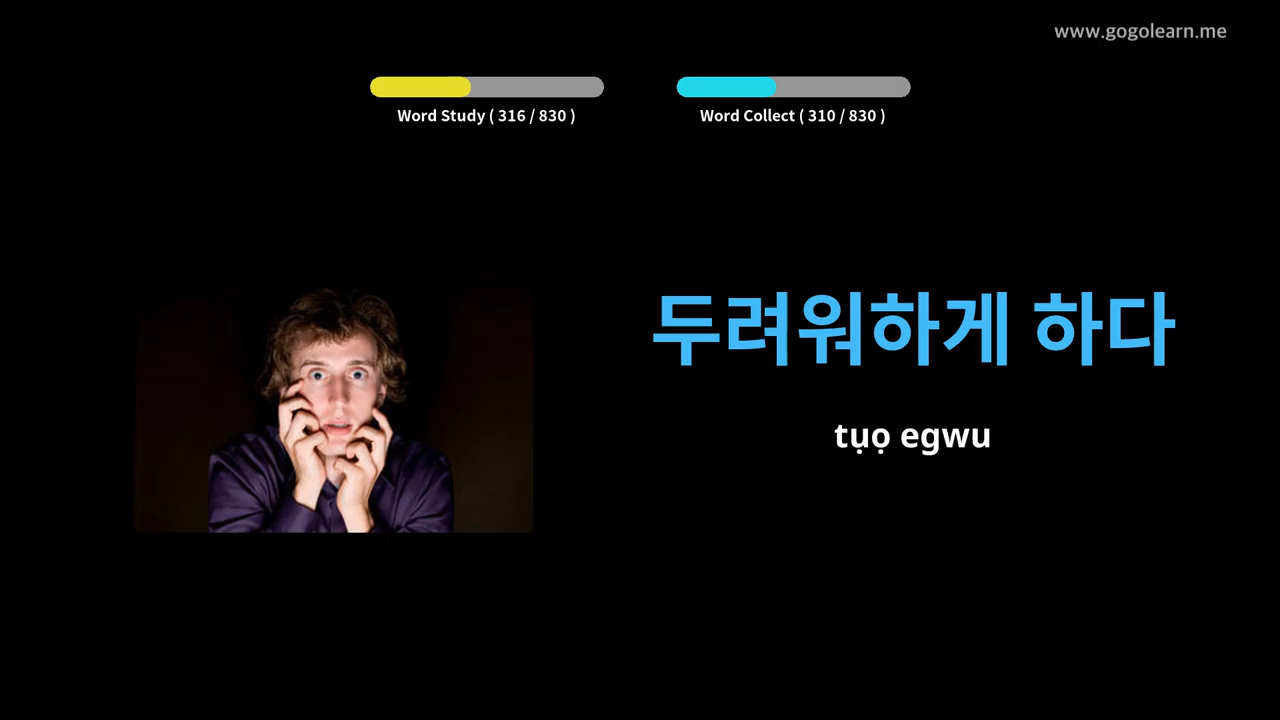 www.gogolearn.me
Word Study ( 316 / 830 )
Word Collect ( 310 / 830 )
두려워하게 하다
tụọ egwu